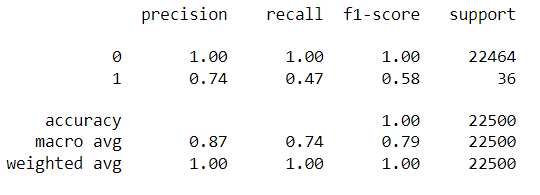 precision recall f1-score support
0 1.00 1.00 1.00 22464
1 0.74 0.47 0.58 36
accuracy 1.00 22500
macro avg 0.87 0.74 0.79 22500
weighted avg 1.00 1.00 1.00 22500